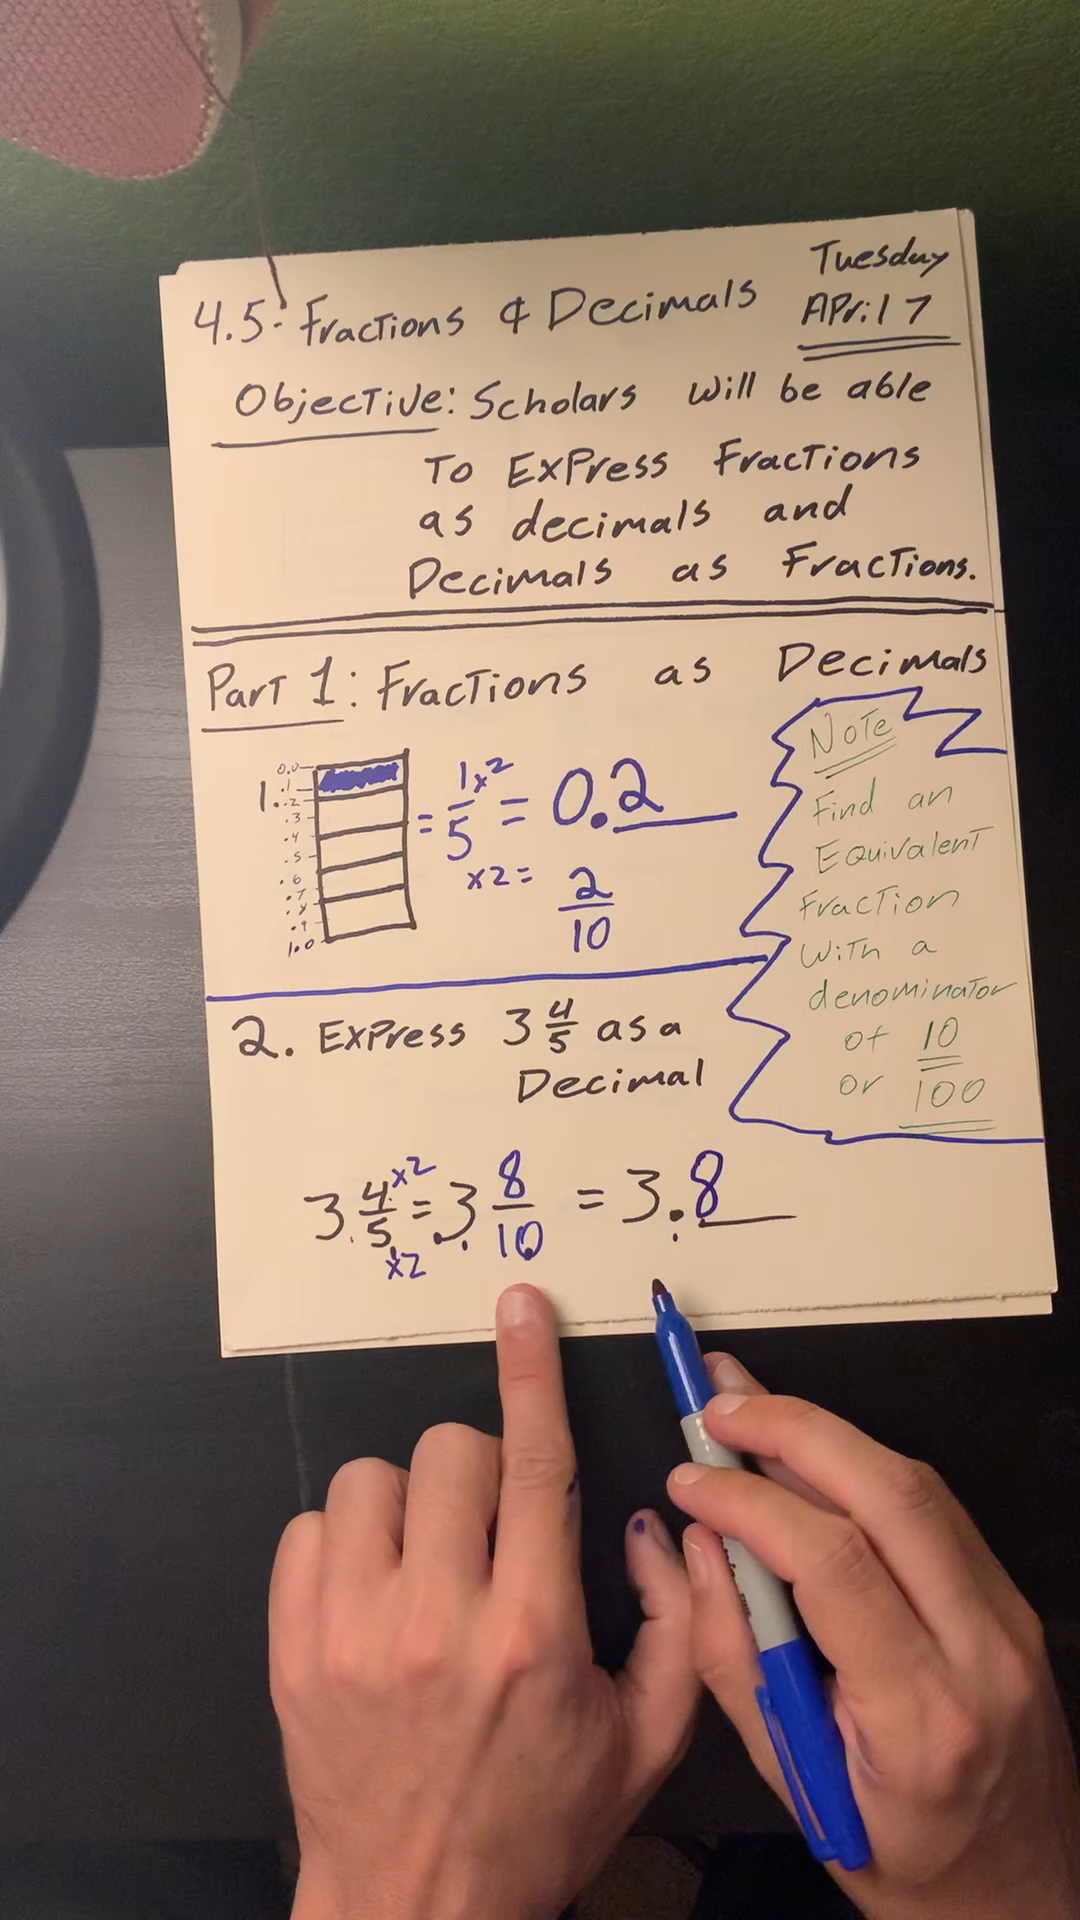 4.5: Fractions & Decimals
Tuesday
April 7
Objective: Scholars will be able
To Express Fractions
as decimals and
Decimals as Fractions.
Part 1: Fractions as Decimals
1.
0.0
.1
.2
.3
.4
.5
.6
.7
.8
.9
1.0
= 1/5 = 0.2
x2
x2 = 2/10
Note
Find an
Equivalent
Fraction
With a
denominator
of 10
or 100
2. Express 3 4/5 as a
Decimal
3 4/5 = 3 8/10 = 3.8
x2
x2